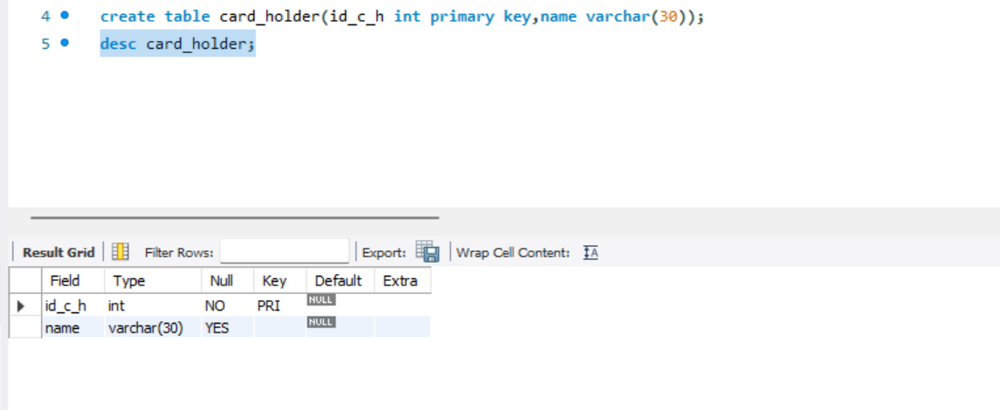 4 create table card_holder(id_c_h int primary key,name varchar(30));
5 desc card_holder;
Result Grid Filter Rows: Export: Wrap Cell Content: IA
Field Type Null Key Default Extra
id_c_h int NO PRI NULL
name varchar(30) YES NULL